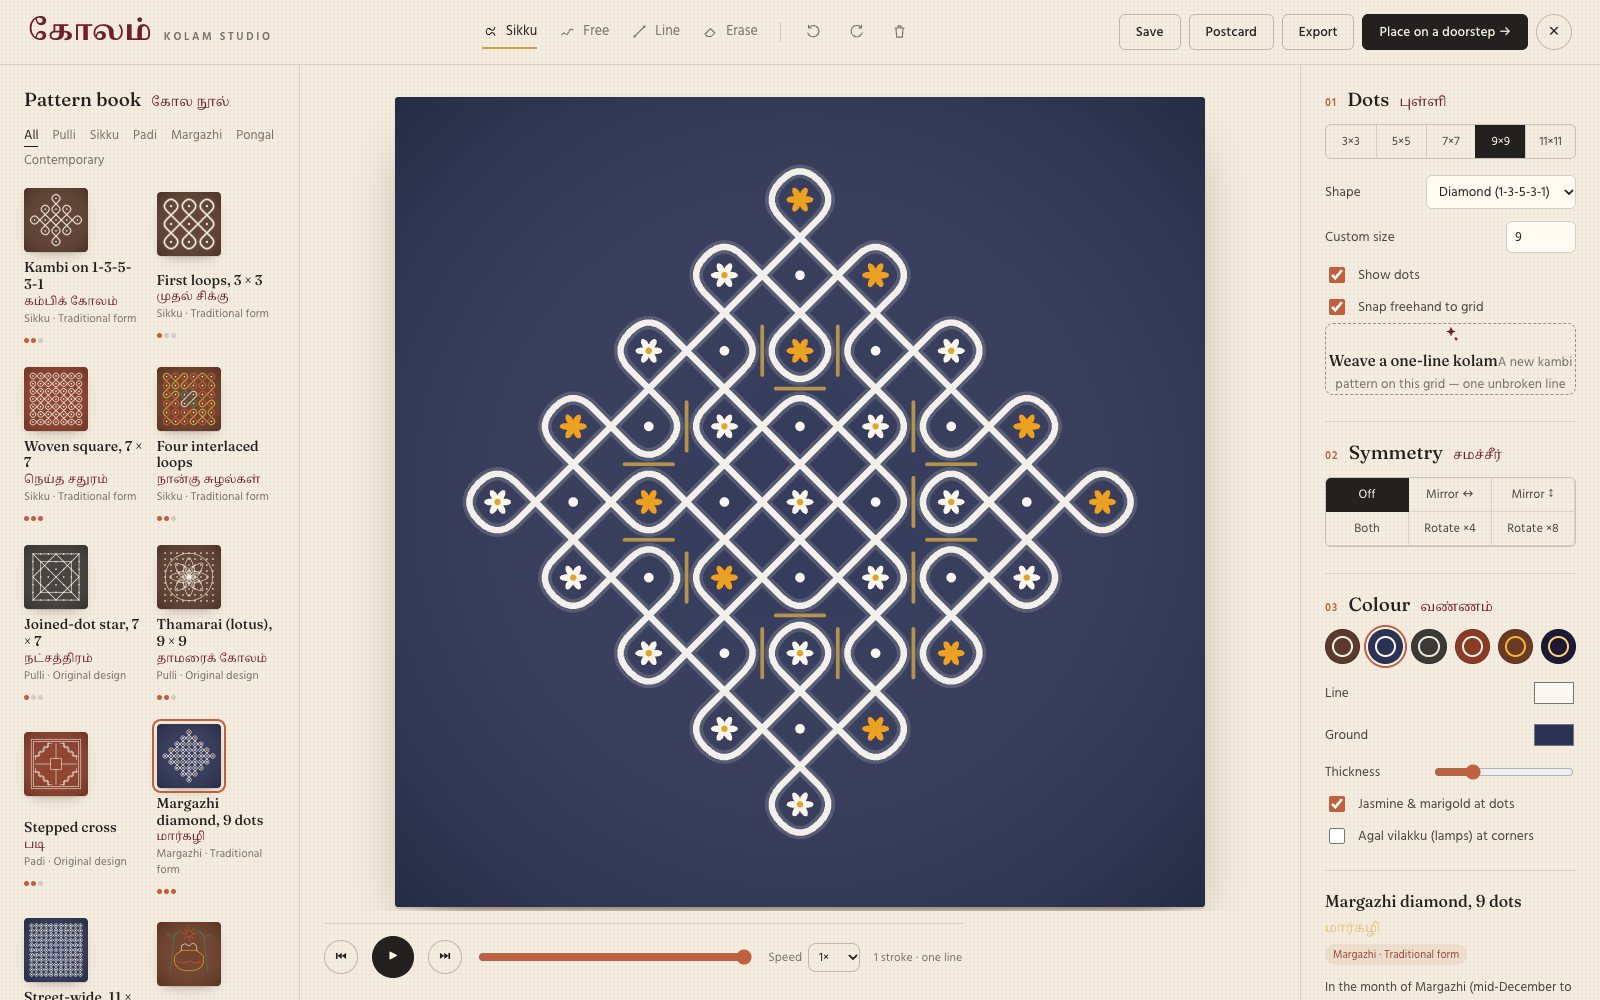 கோலம் KOLAM STUDIO
Sikku Free Line Erase
Save Postcard Export Place on a doorstep →
Pattern book கோல நூல்
All Pulli Sikku Padi Margazhi Pongal
Contemporary
Kambi on 1-3-5-
3-1
கம்பிக் கோலம்
Sikku · Traditional form
First loops, 3 × 3
முதல் சிக்கு
Sikku · Traditional form
Woven square, 7 ×
7
நெய்த சதுரம்
Sikku · Traditional form
Four interlaced
loops
நான்கு சுழல்கள்
Sikku · Traditional form
Joined-dot star, 7
× 7
நட்சத்திரம்
Pulli · Original design
Thamarai (lotus),
9 × 9
தாமரைக் கோலம்
Pulli · Original design
Stepped cross
படி
Padi · Original design
Margazhi
diamond, 9 dots
மார்கழி
Margazhi · Traditional
form
Street-wide, 11 ×
Speed 1× 1 stroke · one line
01 Dots புள்ளி
3×3 5×5 7×7 9×9 11×11
Shape Diamond (1-3-5-3-1)
Custom size 9
Show dots
Snap freehand to grid
Weave a one-line kolam A new kambi
pattern on this grid — one unbroken line
02 Symmetry சமச்சீர்
Off Mirror ↔ Mirror ↕
Both Rotate ×4 Rotate ×8
03 Colour வண்ணம்
Line
Ground
Thickness
Jasmine & marigold at dots
Agal vilakku (lamps) at corners
Margazhi diamond, 9 dots
மார்கழி
Margazhi · Traditional form
In the month of Margazhi (mid-December to